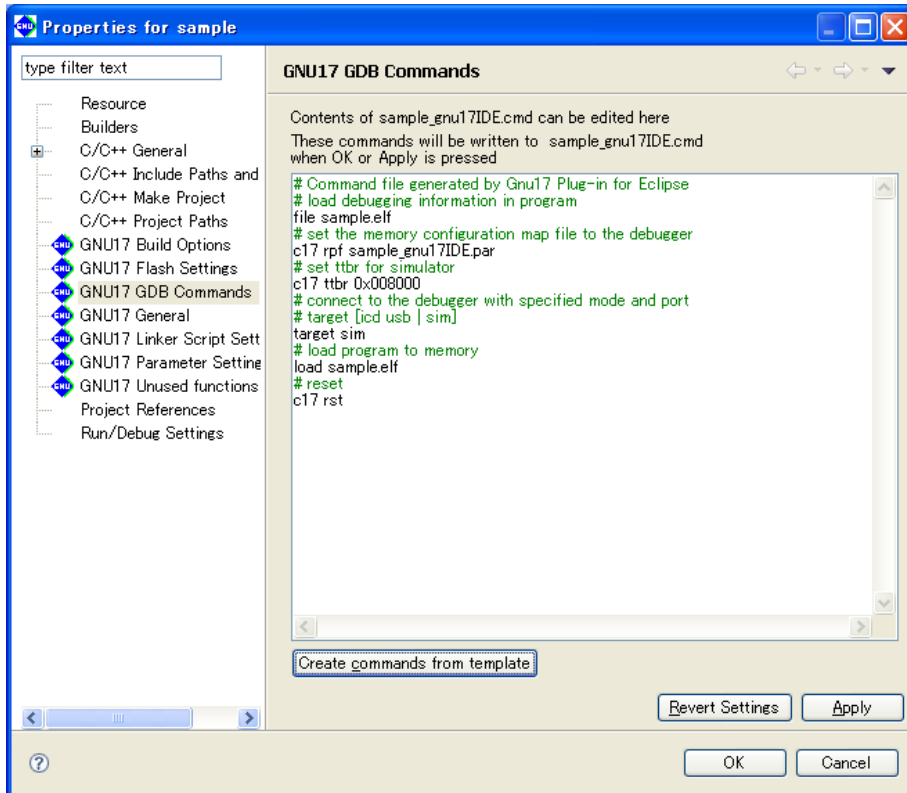 Properties for sample
type filter text
Resource
Builders
C/C++ General
C/C++ Include Paths and
C/C++ Make Project
C/C++ Project Paths
GNU17 Build Options
GNU17 Flash Settings
GNU17 GDB Commands
GNU17 General
GNU17 Linker Script Sett
GNU17 Parameter Setting
GNU17 Unused functions
Project References
Run/Debug Settings
GNU17 GDB Commands
Contents of sample_gnu17IDE.cmd can be edited here
These commands will be written to sample_gnu17IDE.cmd
when OK or Apply is pressed
# Command file generated by Gnu17 Plug-in for Eclipse
# load debugging information in program
file sample.elf
# set the memory configuration map file to the debugger
c17 rpf sample_gnu17IDE.par
# set ttbr for simulator
c17 ttbr 0x008000
# connect to the debugger with specified mode and port
# target [icd usb | sim]
target sim
# load program to memory
load sample.elf
# reset
c17 rst
Create commands from template
Revert Settings
Apply
OK
Cancel